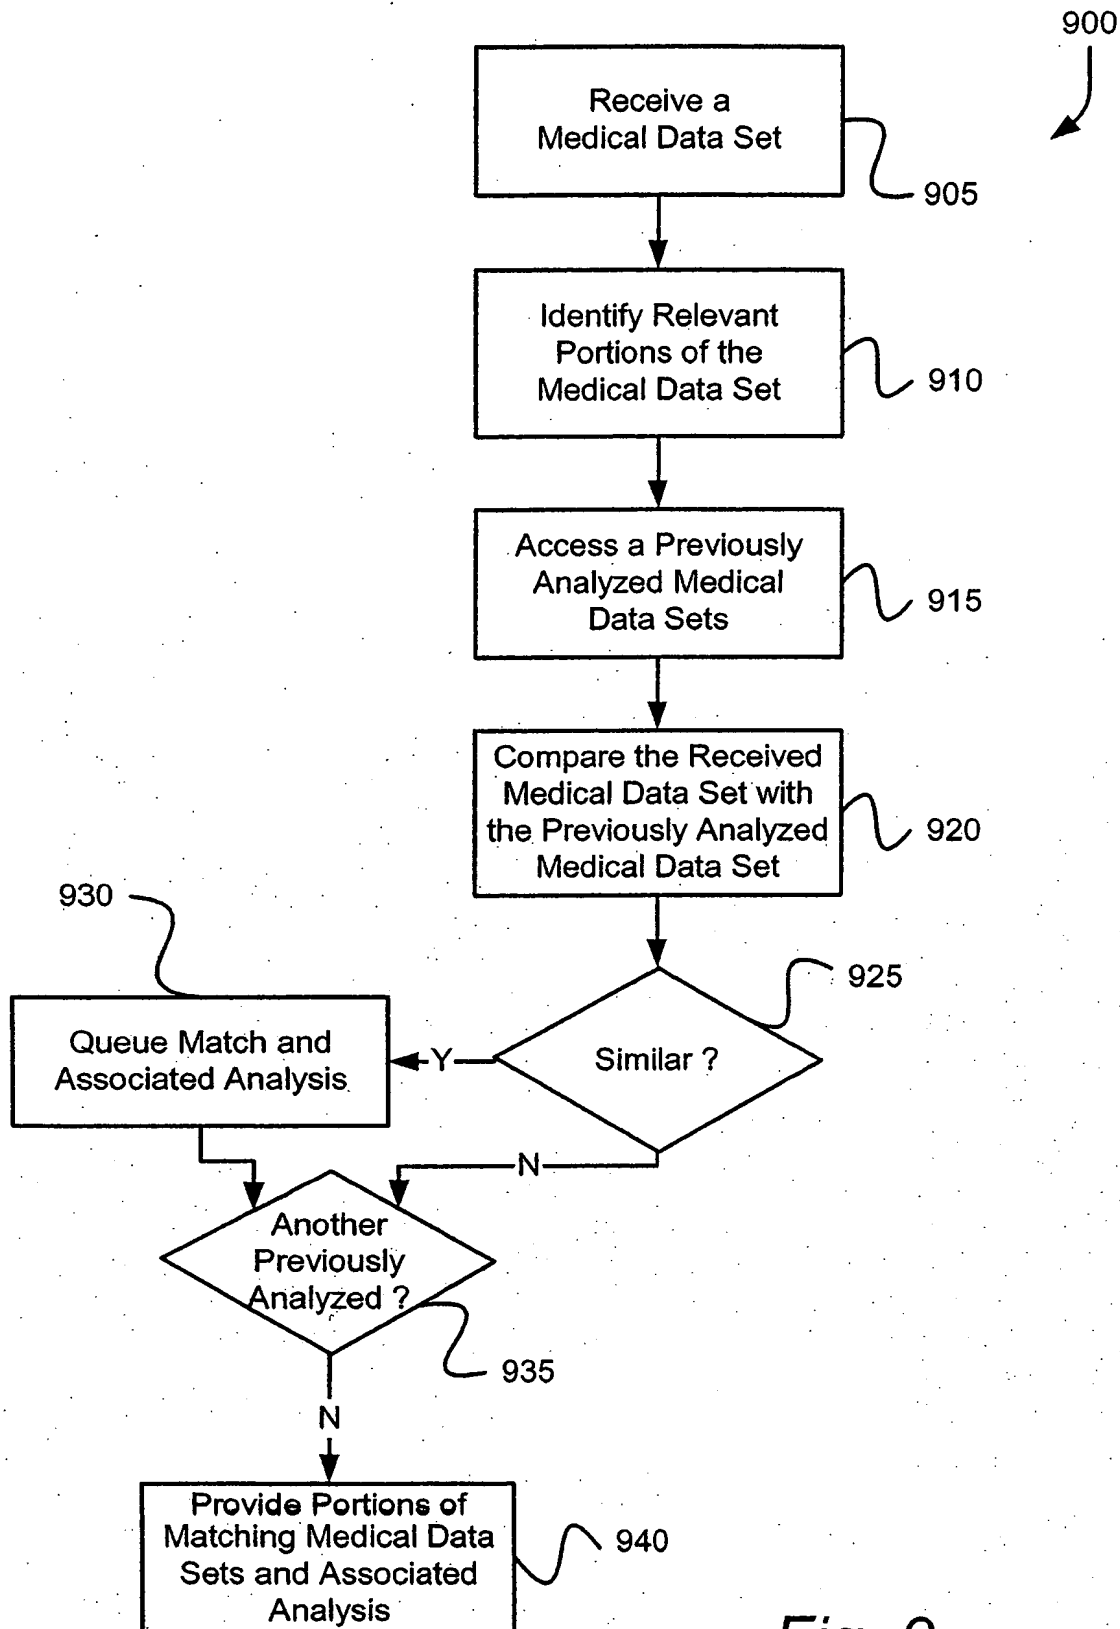 900
Receive a
Medical Data Set
905
Identify Relevant
Portions of the
Medical Data Set
910
Access a Previously
Analyzed Medical
Data Sets
915
Compare the Received
Medical Data Set with
the Previously Analyzed
Medical Data Set
920
930
925
Queue Match and
Associated Analysis
Y
Similar ?
N
Another
Previously
Analyzed ?
935
N
Provide Portions of
Matching Medical Data
Sets and Associated
Analysis
940